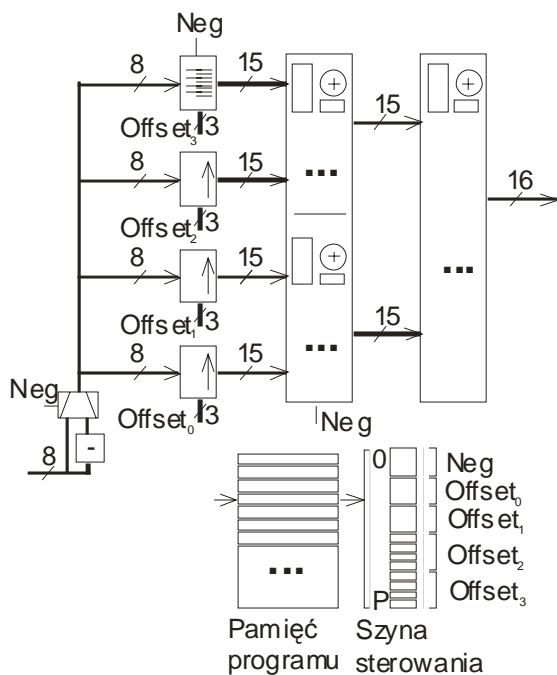 Neg
8 15
Offset₃ 3
15
8 15
Offset₂ 3
16
8 15
Offset₁ 3
15
8 15
Neg
Offset₀ 3
Neg
8
-
0 Neg
Offset₀
Offset₁
Offset₂
P Offset₃
Pamięć Szyna
programu sterowania